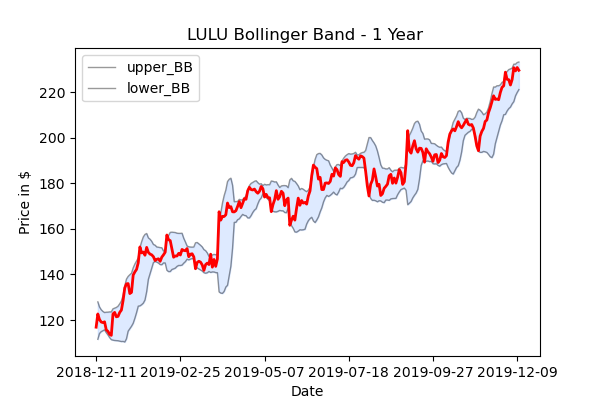 LULU Bollinger Band - 1 Year
upper_BB
lower_BB
220
200
180
160
140
120
Price in $
2018-12-11 2019-02-25 2019-05-07 2019-07-18 2019-09-27 2019-12-09
Date